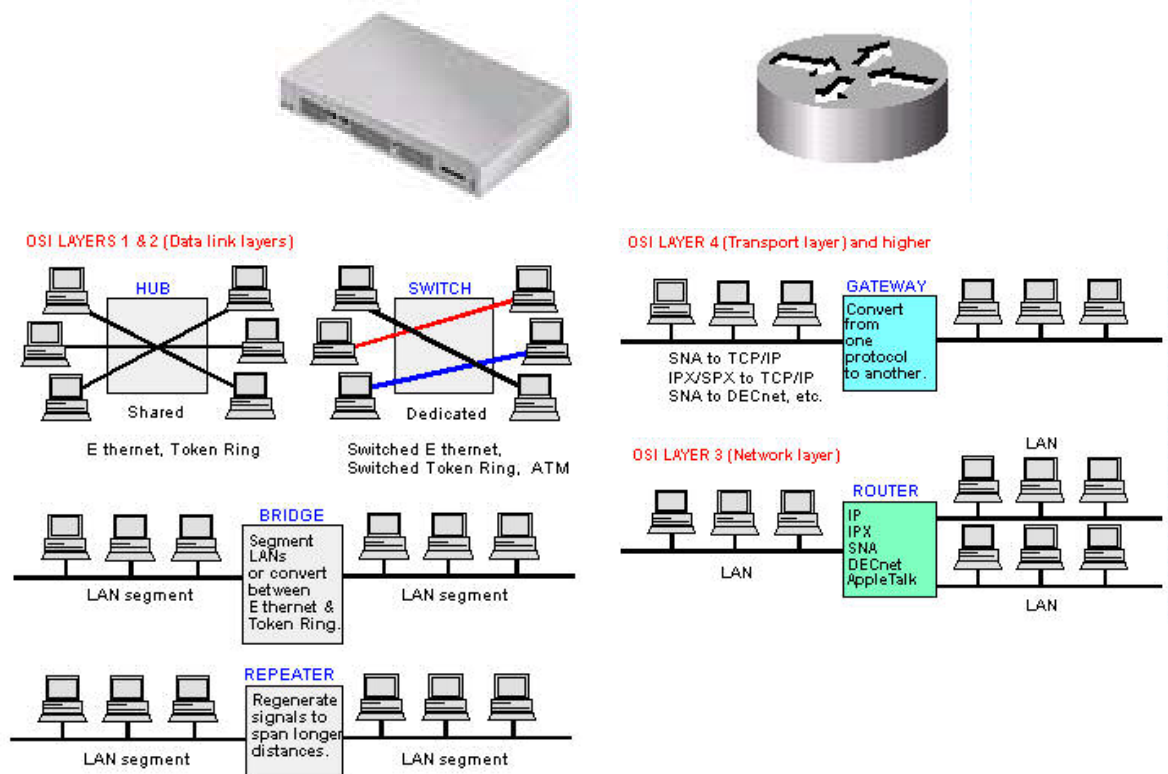 OSI LAYERS 1 & 2 (Data link layers)
HUB
Shared
Ethernet, Token Ring
SWITCH
Dedicated
Switched Ethernet,
Switched Token Ring, ATM
BRIDGE
Segment
LANs
or convert
between
Ethernet &
Token Ring.
LAN segment
LAN segment
REPEATER
Regenerate
signals to
span longer
distances.
LAN segment
LAN segment
OSI LAYER 4 (Transport layer) and higher
GATEWAY
Convert
from
one
protocol
to another.
SNA to TCP/IP
IPX/SPX to TCP/IP
SNA to DECnet, etc.
OSI LAYER 3 (Network layer)
LAN
ROUTER
IP
IPX
SNA
DECnet
AppleTalk
LAN
LAN